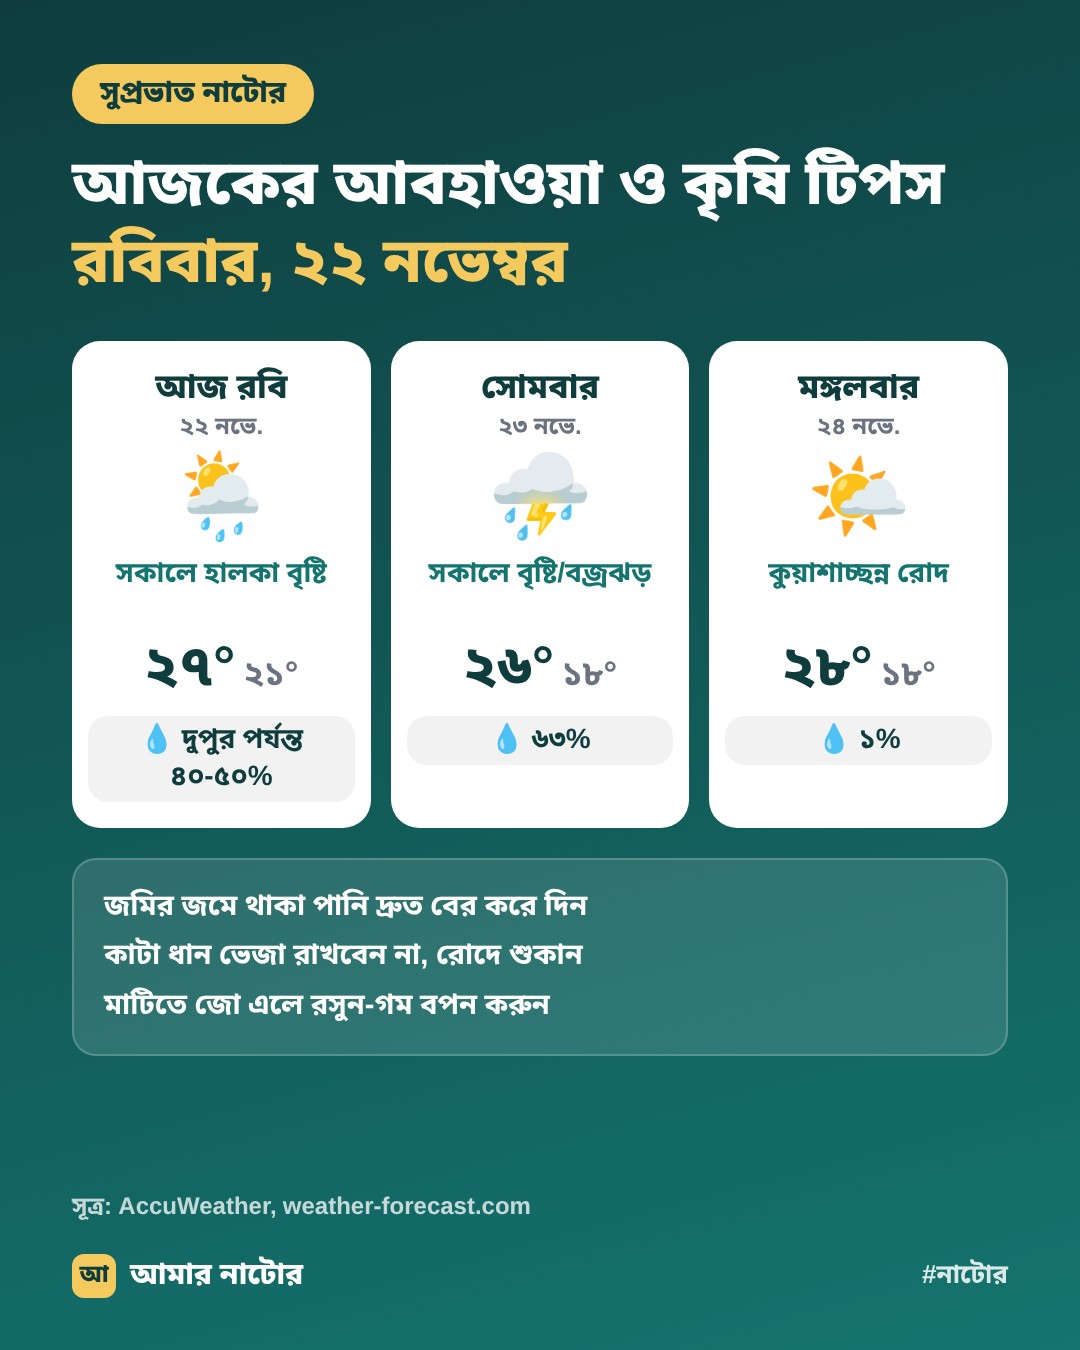 সুপ্রভাত নাটোর
আজকের আবহাওয়া ও কৃষি টিপস
রবিবার, ২২ নভেম্বর
আজ রবি
২২ নভে.
সকালে হালকা বৃষ্টি
২৭° ২১°
দুপুর পর্যন্ত
৪০-৫০%
সোমবার
২৩ নভে.
সকালে বৃষ্টি/বজ্রঝড়
২৬° ১৮°
৬৩%
মঙ্গলবার
২৪ নভে.
কুয়াশাচ্ছন্ন রোদ
২৮° ১৮°
১%
জমির জমে থাকা পানি দ্রুত বের করে দিন
কাটা ধান ভেজা রাখবেন না, রোদে শুকান
মাটিতে জো এলে রসুন-গম বপন করুন
সূত্র: AccuWeather, weather-forecast.com
আ আমার নাটোর
#নাটোর